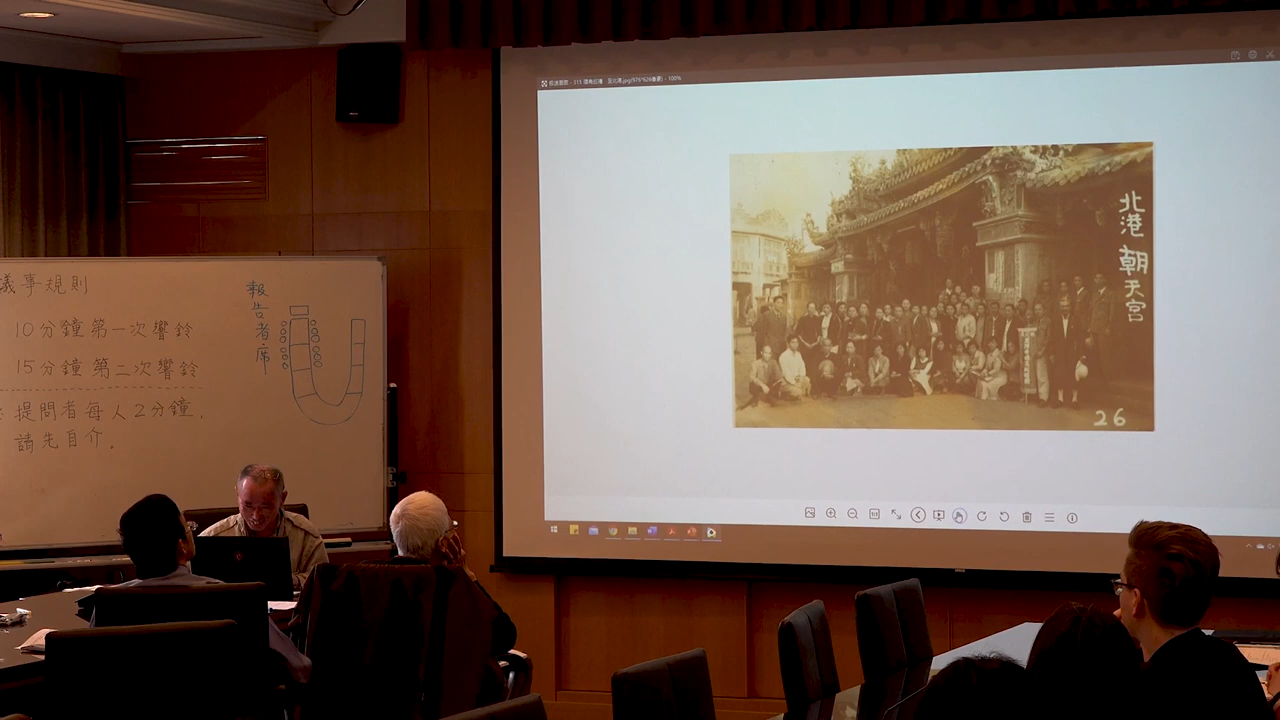 議事規則
10分鐘第一次響鈴
15分鐘第二次響鈴
提問者每人2分鐘.
請先自介.
報告者席
北港 朝天宮
26